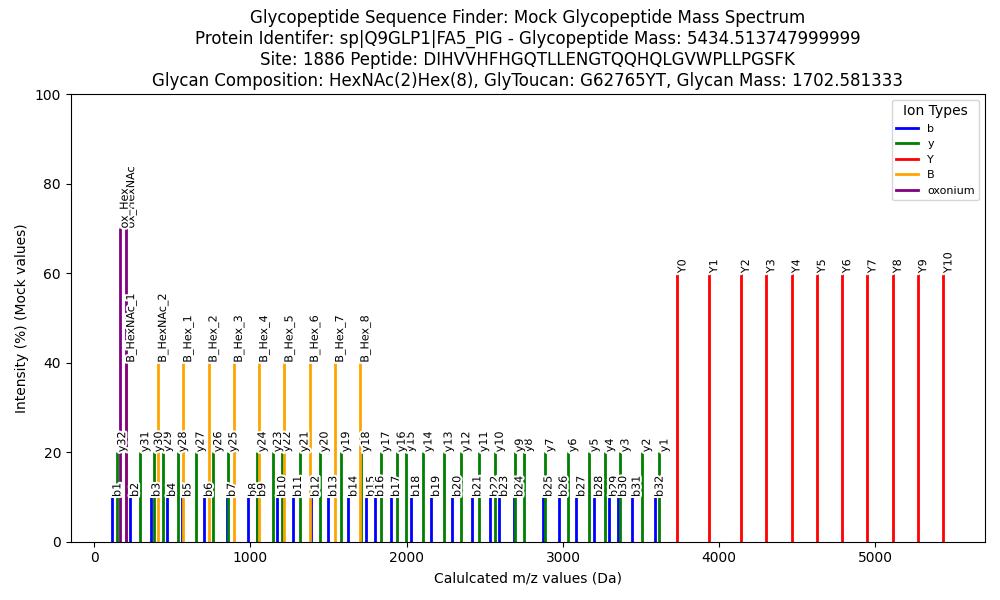 Glycopeptide Sequence Finder: Mock Glycopeptide Mass Spectrum
Protein Identifer: sp|Q9GLP1|FA5_PIG - Glycopeptide Mass: 5434.513747999999
Site: 1886 Peptide: DIHVVHFHGQTLLENGTQQHQLGVWPLLPGSFK
Glycan Composition: HexNAc(2)Hex(8), GlyToucan: G62765YT, Glycan Mass: 1702.581333
Intensity (%) (Mock values)
100
80
60
40
20
0
Ion Types
b
y
Y
B
oxonium
ox_Hex
ox_HexNAc
Y0
Y1
Y2
Y3
Y4
Y5
Y6
Y7
Y8
Y9
Y10
B_HexNAc_1
B_HexNAc_2
B_Hex_1
B_Hex_2
B_Hex_3
B_Hex_4
B_Hex_5
B_Hex_6
B_Hex_7
B_Hex_8
y32
y31
y30
y29
y28
y27
y26
y25
y24
y23
y22
y21
y20
y19
y18
y17
y16
y15
y14
y13
y12
y11
y10
y9
y8
y7
y6
y5
y4
y3
y2
y1
b1
b2
b3
b4
b5
b6
b7
b8
b9
b10
b11
b12
b13
b14
b15
b16
b17
b18
b19
b20
b21
b22
b23
b24
b25
b26
b27
b28
b29
b30
b31
b32
0
1000
2000
3000
4000
5000
Calulcated m/z values (Da)